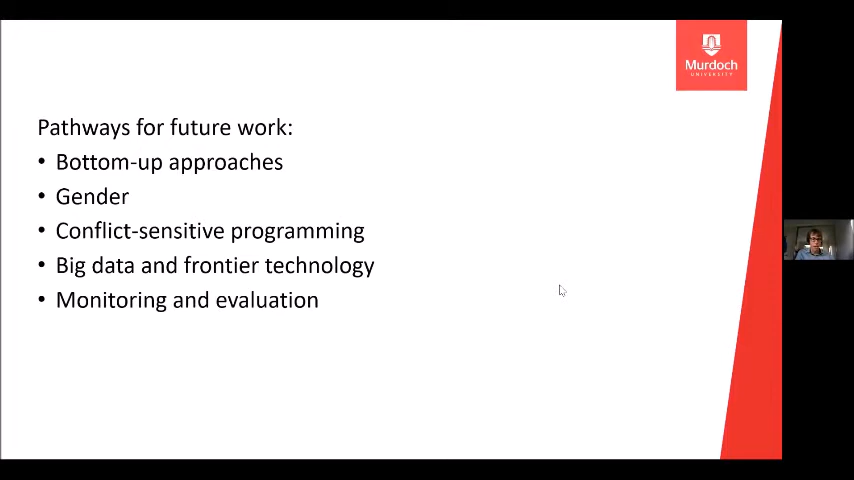 Murdoch
UNIVERSITY
Pathways for future work:
• Bottom-up approaches
• Gender
• Conflict-sensitive programming
• Big data and frontier technology
• Monitoring and evaluation